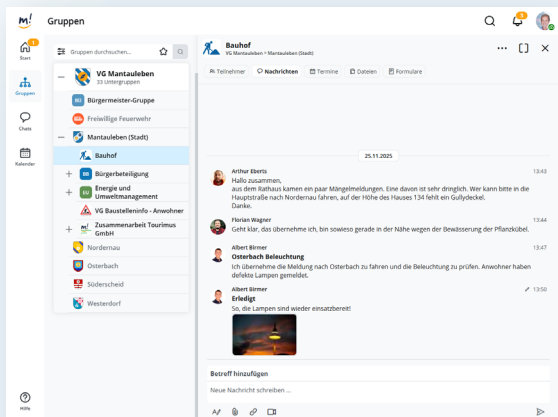 m!
Gruppen
3
1
Start
Gruppen
Chats
Kalender
Hilfe
Gruppen durchsuchen...
VG Mantauleben
33 Untergruppen
BÜ Bürgermeister-Gruppe
Freiwillige Feuerwehr
Mantauleben (Stadt)
Bauhof
BB Bürgerbeteiligung
EU Energie und
Umweltmanagement
VG Baustelleninfo - Anwohner
m! Zusammenarbeit Tourimus
GmbH
Nordernau
Osterbach
Süderscheid
Westerdorf
Bauhof
VG Mantauleben • Mantauleben (Stadt)
Teilnehmer Nachrichten Termine Dateien Formulare
25.11.2025
Arthur Eberts 13:43
Hallo zusammen,
aus dem Rathaus kamen ein paar Mängelmeldungen. Eine davon ist sehr dringlich. Wer kann bitte in die
Hauptstraße nach Nordernau fahren, auf der Höhe des Hauses 134 fehlt ein Gullydeckel.
Danke.
Florian Wagner 13:44
Geht klar, das übernehme ich, bin sowieso grade in der Nähe wegen der Bewässerung der Pflanzkübel.
Albert Birmer 13:47
Osterbach Beleuchtung
Ich übernehme die Meldung nach Osterbach zu fahren und die Beleuchtung zu prüfen. Anwohner haben
defekte Lampen gemeldet.
Albert Birmer 13:50
Erledigt
So, die Lampen sind wieder einsatzbereit!
Betreff hinzufügen
Neue Nachricht schreiben ...